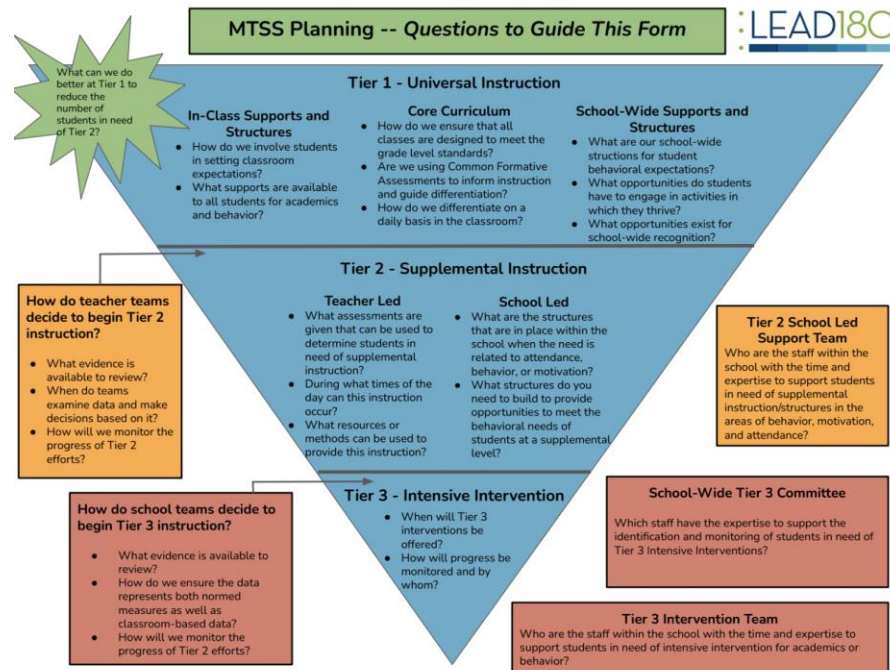 MTSS Planning -- Questions to Guide This Form
:LEAD180
What can we do
better at Tier 1 to
reduce the
number of
students in need
of Tier 2?
Tier 1 - Universal Instruction
In-Class Supports and
Structures
● How do we involve students
in setting classroom
expectations?
● What supports are available
to all students for academics
and behavior?
Core Curriculum
● How do we ensure that all
classes are designed to meet the
grade level standards?
● Are we using Common Formative
Assessments to inform instruction
and guide differentiation?
● How do we differentiate on a
daily basis in the classroom?
School-Wide Supports and
Structures
● What are our school-wide
structions for student
behavioral expectations?
● What opportunities do students
have to engage in activities in
which they thrive?
● What opportunities exist for
school-wide recognition?
Tier 2 - Supplemental Instruction
How do teacher teams
decide to begin Tier 2
instruction?
● What evidence is
available to review?
● When do teams
examine data and make
decisions based on it?
● How will we monitor the
progress of Tier 2
efforts?
Teacher Led
● What assessments are
given that can be used to
determine students in
need of supplemental
instruction?
● During what times of the
day can this instruction
occur?
● What resources or
methods can be used to
provide this instruction?
School Led
● What are the structures
that are in place within the
school when the need is
related to attendance,
behavior, or motivation?
● What structures do you
need to build to provide
opportunities to meet the
behavioral needs of
students at a supplemental
level?
Tier 2 School Led
Support Team
Who are the staff within the
school with the time and
expertise to support students
in need of supplemental
instruction/structures in the
areas of behavior, motivation,
and attendance?
Tier 3 - Intensive Intervention
● When will Tier 3
interventions be
offered?
● How will progress be
monitored and by
whom?
How do school teams decide to
begin Tier 3 instruction?
● What evidence is available to
review?
● How do we ensure the data
represents both normed
measures as well as
classroom-based data?
● How will we monitor the
progress of Tier 2 efforts?
School-Wide Tier 3 Committee
Which staff have the expertise to support the
identification and monitoring of students in need of
Tier 3 Intensive Interventions?
Tier 3 Intervention Team
Who are the staff within the school with the time and expertise to
support students in need of intensive intervention for academics or
behavior?